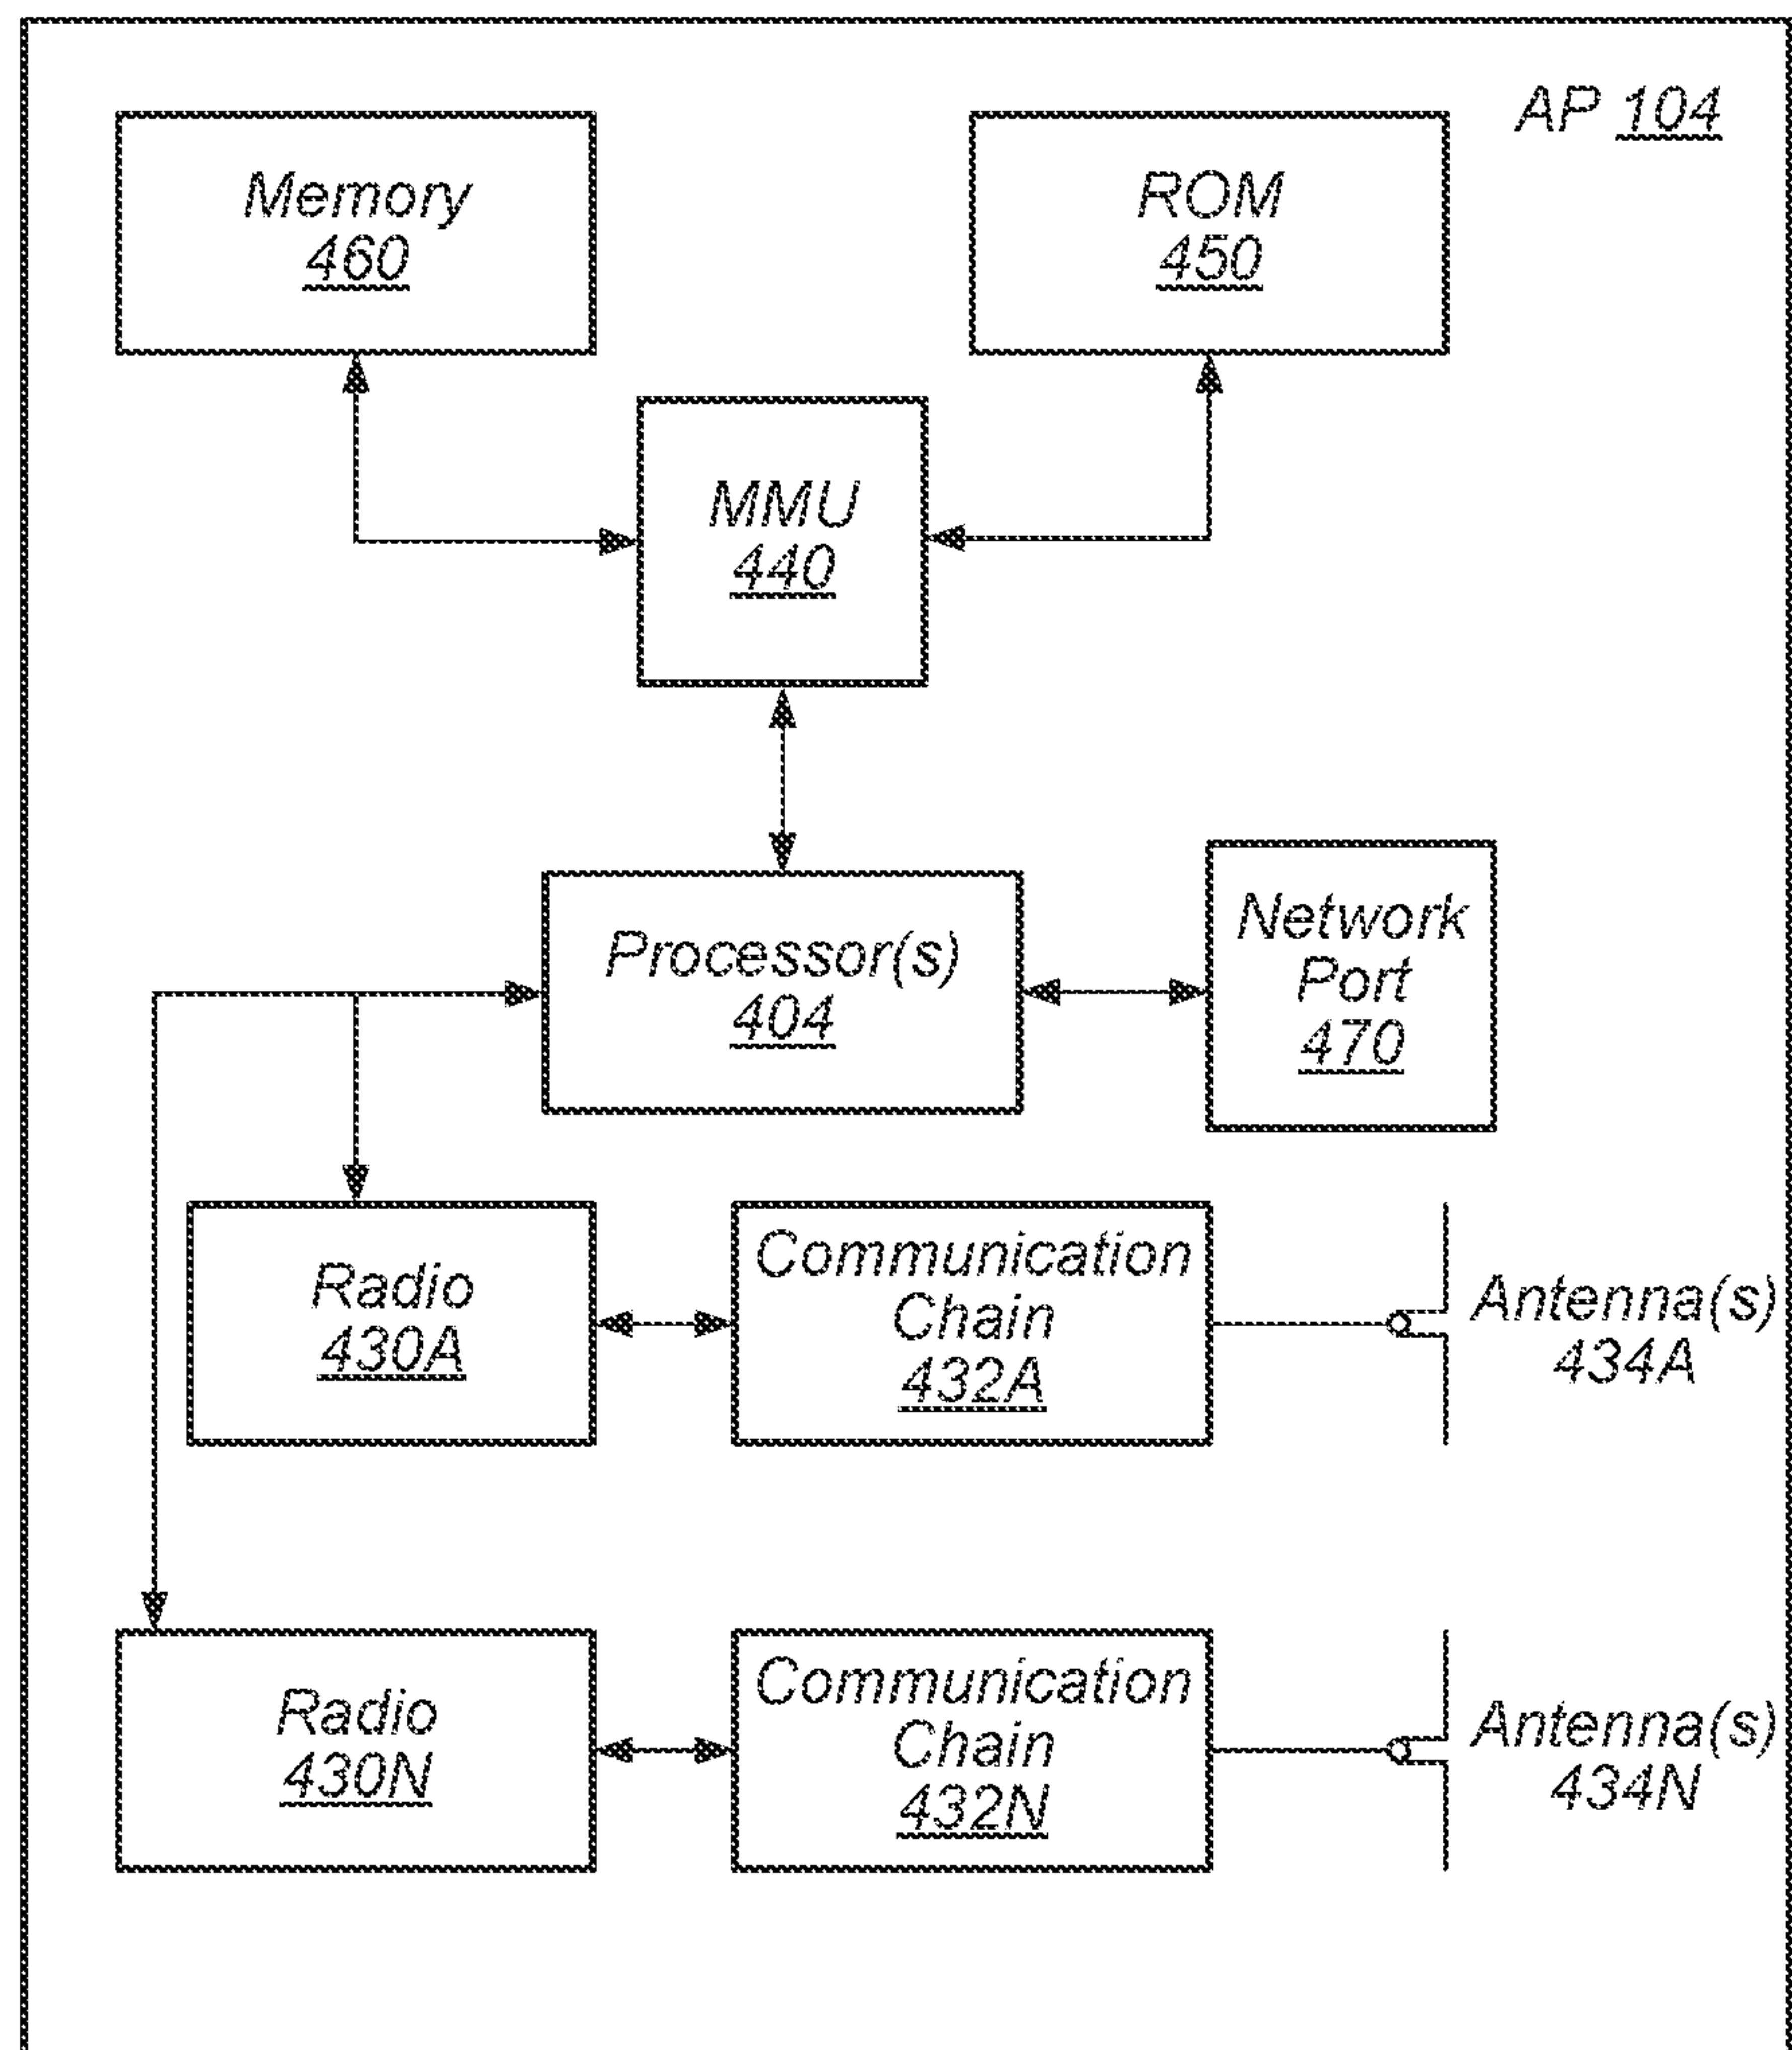 AP 104
Memory
460
ROM
450
MMU
440
Processor(s)
404
Network
Port
470
Radio
430A
Communication
Chain
432A
Antenna(s)
434A
Radio
430N
Communication
Chain
432N
Antenna(s)
434N